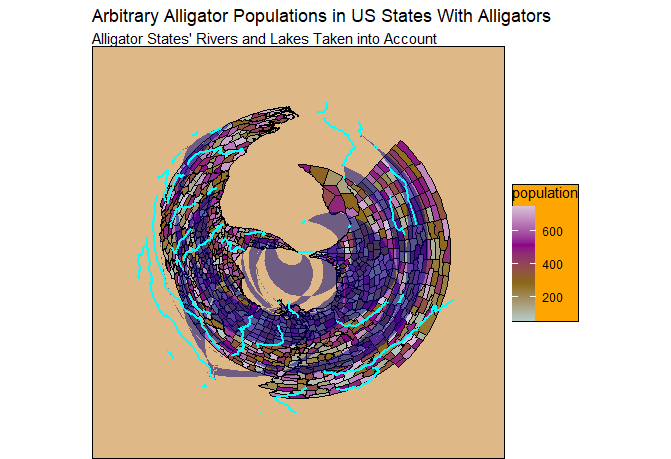 Arbitrary Alligator Populations in US States With Alligators
Alligator States' Rivers and Lakes Taken into Account
population
600
400
200